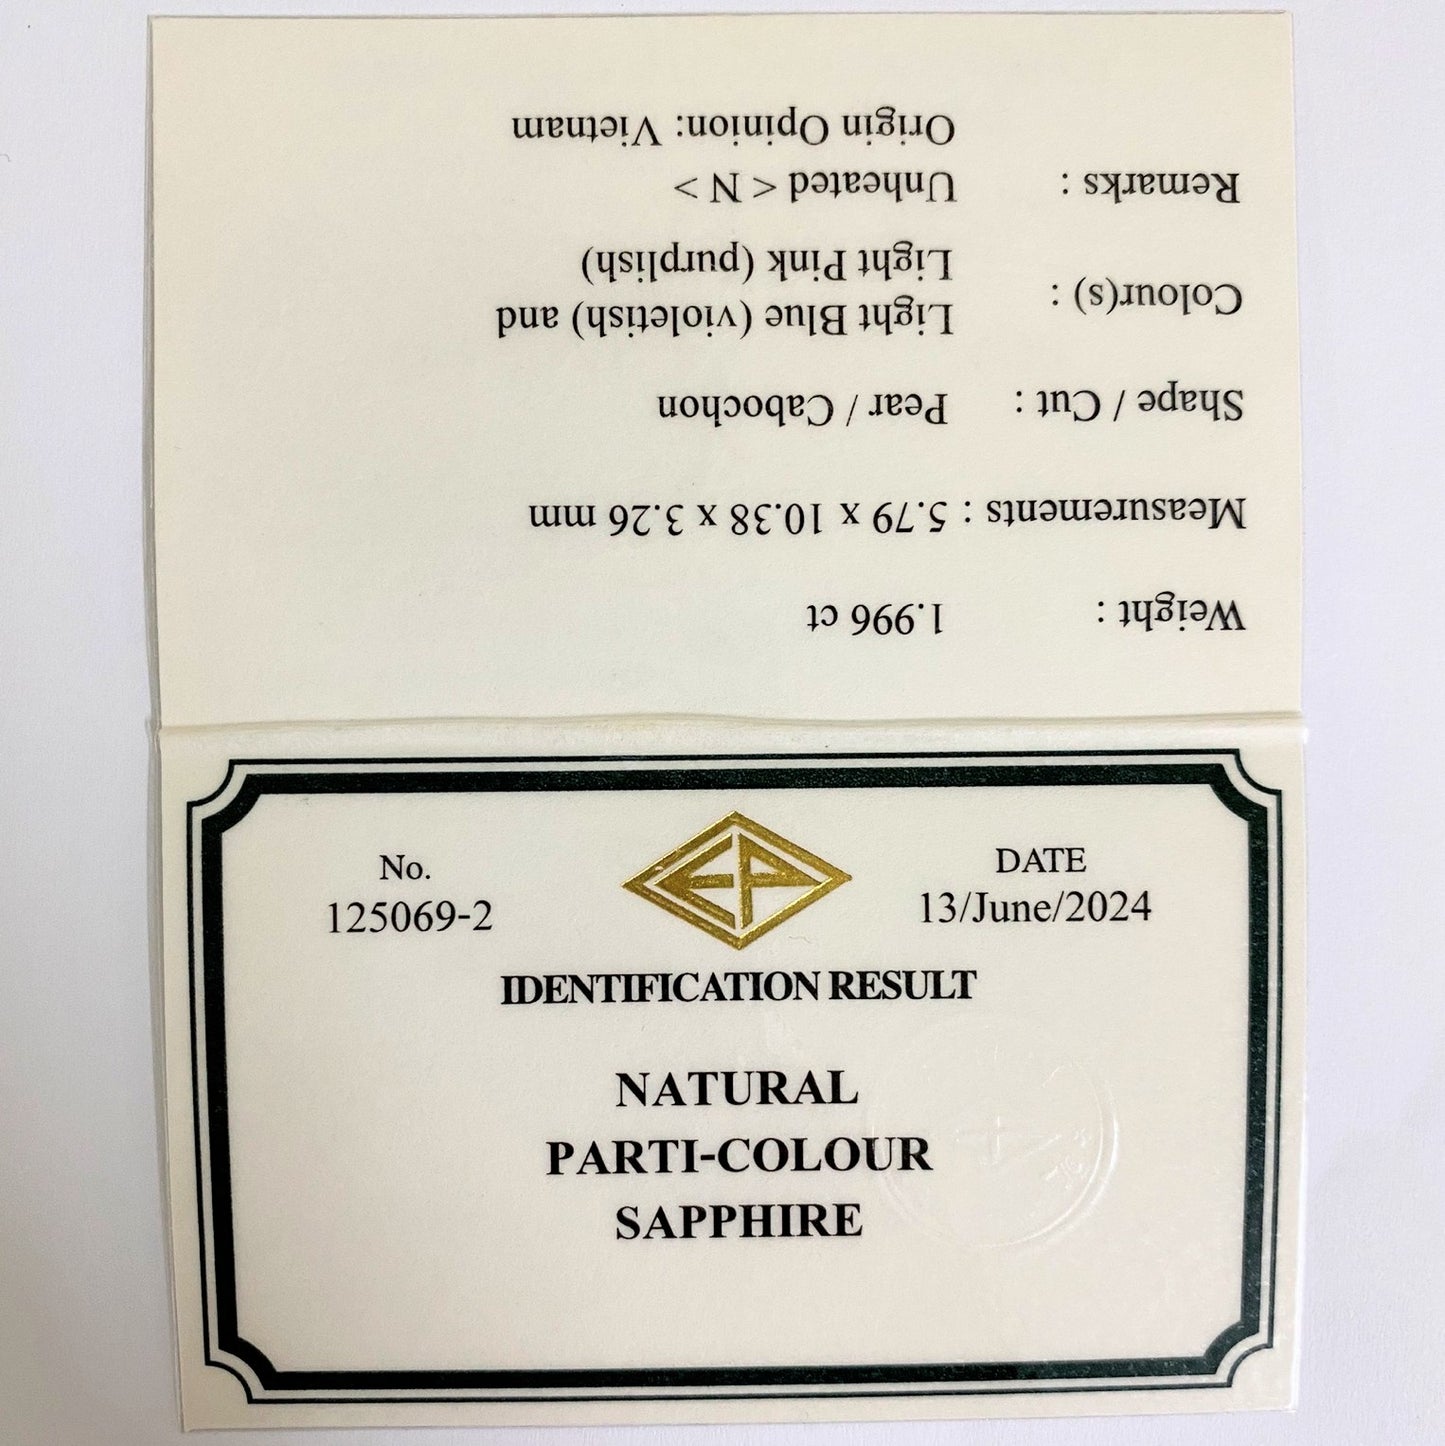 Weight : 1.996 ct
Measurements : 5.79 x 10.38 x 3.26 mm
Shape / Cut : Pear / Cabochon
Colour(s) : Light Blue (violetish) and
Light Pink (purplish)
Remarks : Unheated < N >
Origin Opinion: Vietnam
No.
125069-2
EP
DATE
13/June/2024
IDENTIFICATION RESULT
NATURAL
PARTI-COLOUR
SAPPHIRE